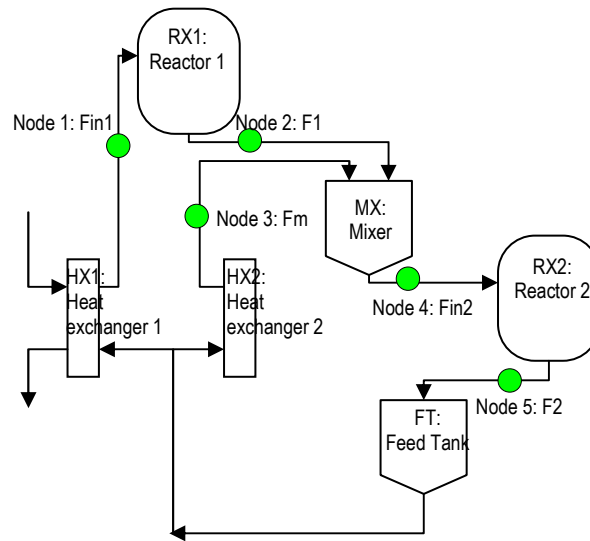 RX1:
Reactor 1
Node 1: Fin1
Node 2: F1
Node 3: Fm
MX:
Mixer
HX1:
Heat
exchanger 1
HX2:
Heat
exchanger 2
RX2:
Reactor 2
Node 4: Fin2
Node 5: F2
FT:
Feed Tank